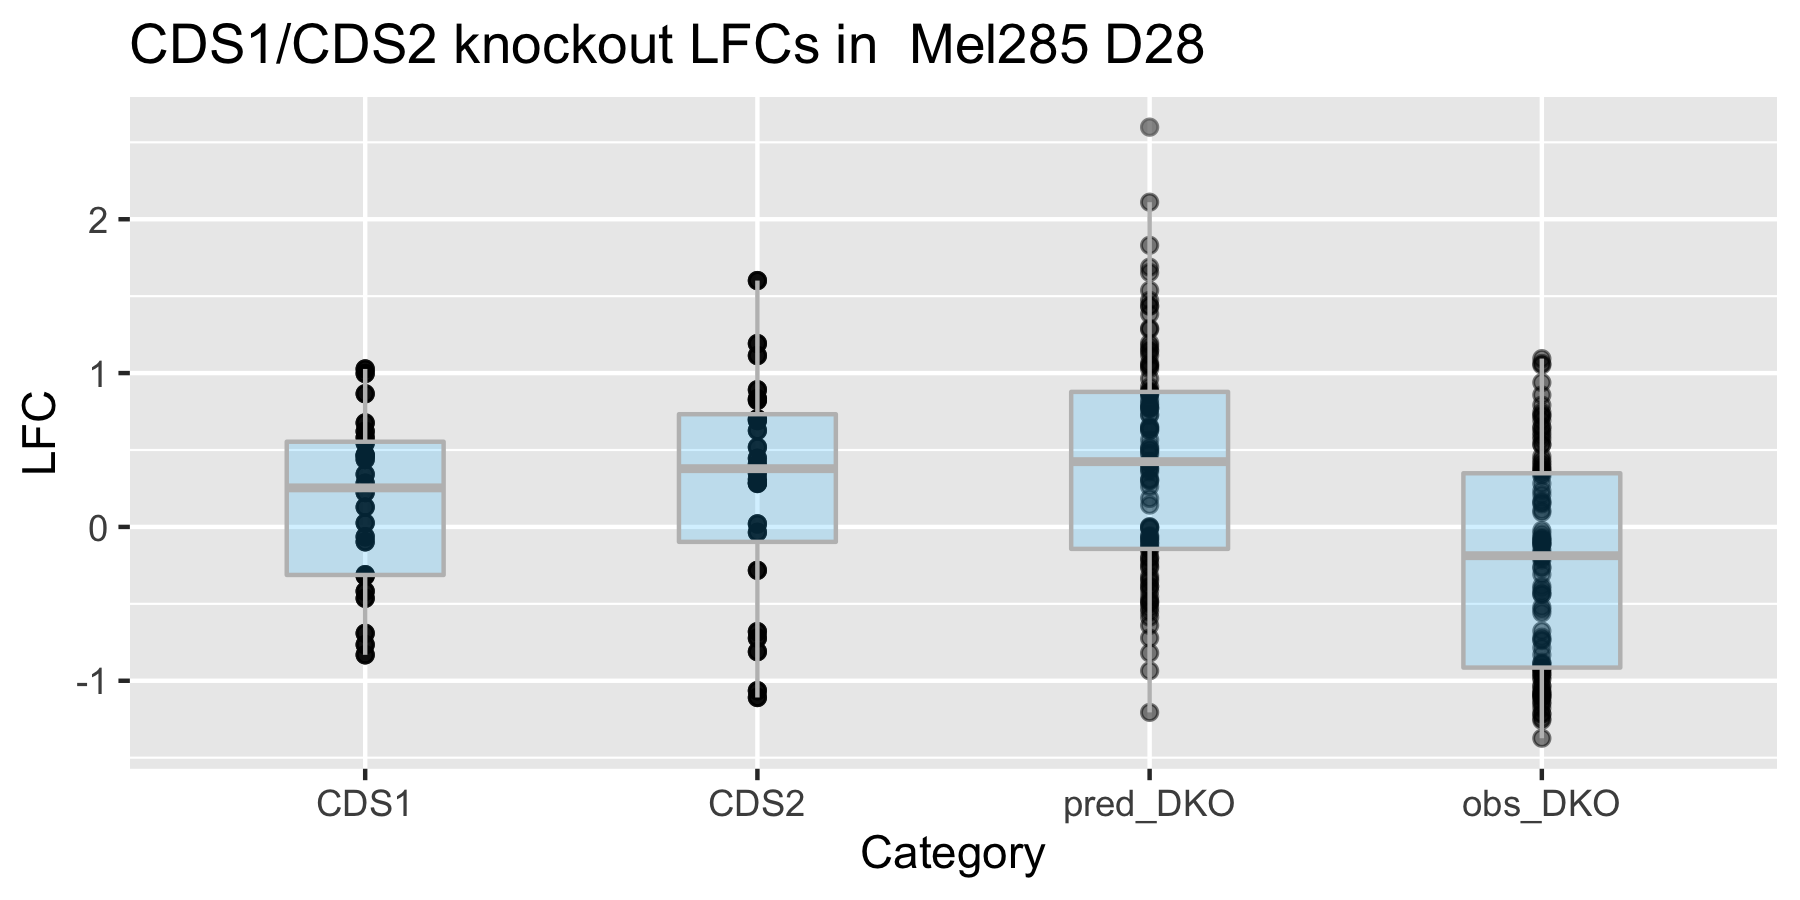 CDS1/CDS2 knockout LFCs in  Mel285 D28
LFC
2
1
0
-1
CDS1 CDS2 pred_DKO obs_DKO
Category